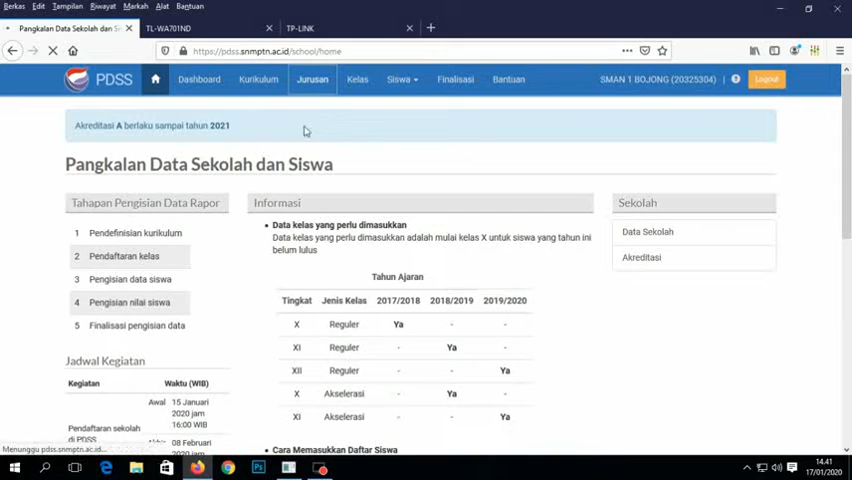 Berkas Edit Tampilan Riwayat Markah Alat Bantuan
Pangkalan Data Sekolah dan Si
TL-WA701ND
TP-LINK
https://pdss.snmptn.ac.id/school/home
PDSS
Dashboard
Kurikulum
Jurusan
Kelas
Siswa
Finalisasi
Bantuan
SMAN 1 BOJONG (20325304)
Logout
Akreditasi A berlaku sampai tahun 2021
Pangkalan Data Sekolah dan Siswa
Tahapan Pengisian Data Rapor
1 Pendefinisian kurikulum
2 Pendaftaran kelas
3 Pengisian data siswa
4 Pengisian nilai siswa
5 Finalisasi pengisian data
Jadwal Kegiatan
Kegiatan Waktu (WIB)
Awal 15 Januari
2020 jam
16:00 WIB
Pendaftaran sekolah
di PDSS
08 Februari
Informasi
Data kelas yang perlu dimasukkan
Data kelas yang perlu dimasukkan adalah mulai kelas X untuk siswa yang tahun ini
belum lulus
Tahun Ajaran
Tingkat Jenis Kelas 2017/2018 2018/2019 2019/2020
X Reguler Ya - -
XI Reguler - Ya -
XII Reguler - - Ya
X Akselerasi - Ya -
XI Akselerasi - - Ya
Cara Memasukkan Daftar Siswa
Sekolah
Data Sekolah
Akreditasi
Menunggu pdss.snmptn.ac.id...
14.41
17/01/2020